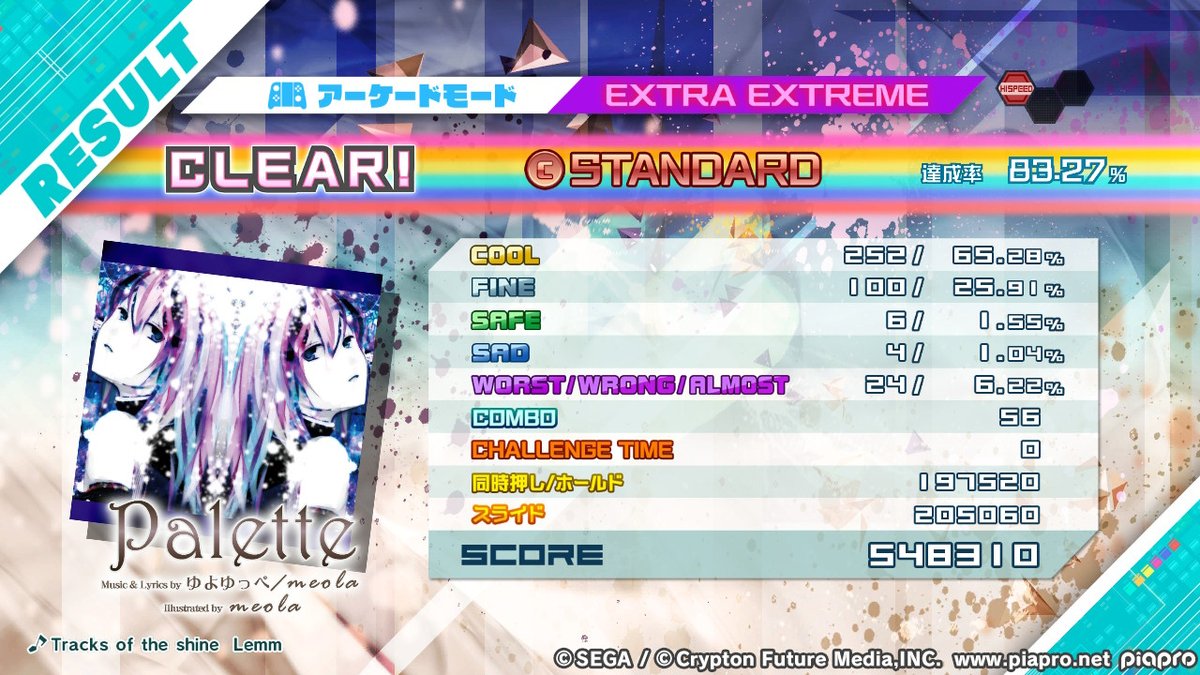 RESULT
アーケードモード
EXTRA EXTREME
HISPEED
CLEAR!
C STANDARD
達成率 83.27%
COOL 252/ 65.28%
FINE 100/ 25.91%
SAFE 6/ 1.55%
SAD 4/ 1.04%
WORST/WRONG/ALMOST 24/ 6.22%
COMBO 56
CHALLENGE TIME 0
同時押し/ホールド 197520
スライド 205060
SCORE 548310
Palette
Music & Lyrics by ゆよゆっぺ/meola
Illustrated by meola
♪Tracks of the shine Lemm
©SEGA / ©Crypton Future Media,INC. www.piapro.net piapro